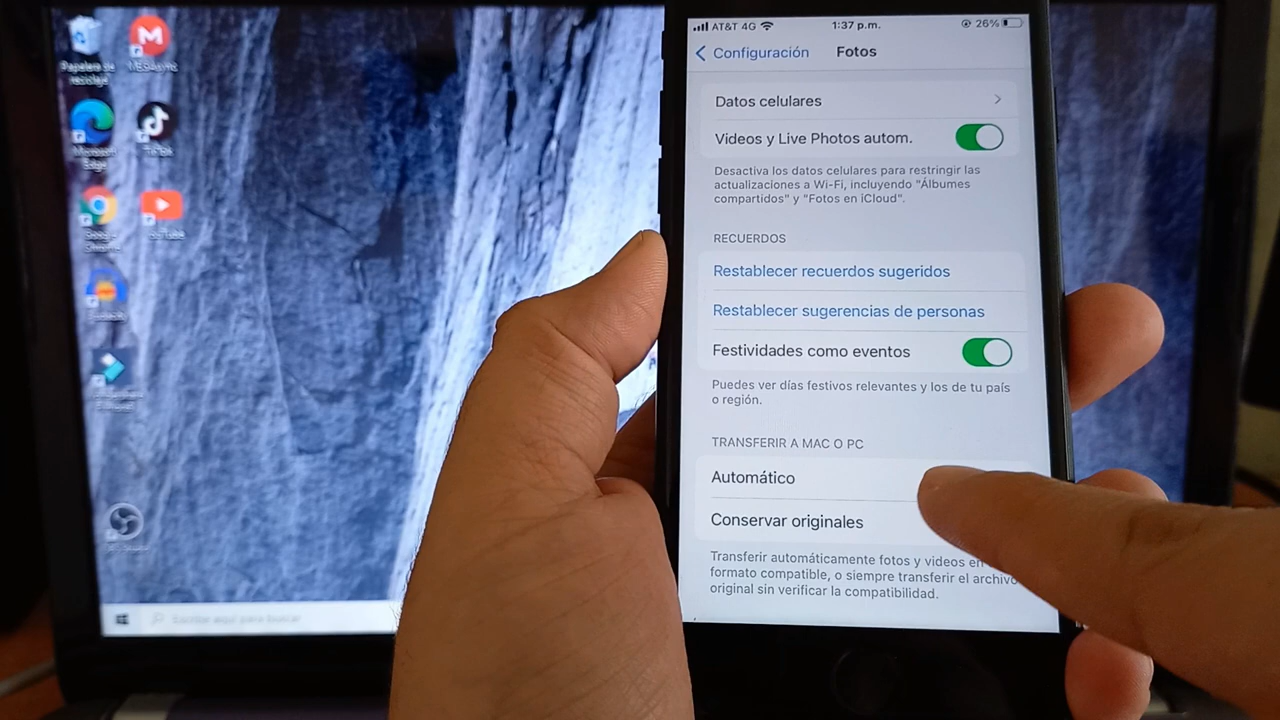 Papelera de
reciclaje
Microsoft
Edge
TikTok
Google
Chrome
YouTube
AT&T 4G
1:37 p.m.
26%
Configuración
Fotos
Datos celulares
Videos y Live Photos autom.
Desactiva los datos celulares para restringir las
actualizaciones a Wi-Fi, incluyendo "Álbumes
compartidos" y "Fotos en iCloud".
RECUERDOS
Restablecer recuerdos sugeridos
Restablecer sugerencias de personas
Festividades como eventos
Puedes ver días festivos relevantes y los de tu país
o región.
TRANSFERIR A MAC O PC
Automático
Conservar originales
Transferir automáticamente fotos y videos en
formato compatible, o siempre transferir el archivo
original sin verificar la compatibilidad.
Escribe aquí para buscar